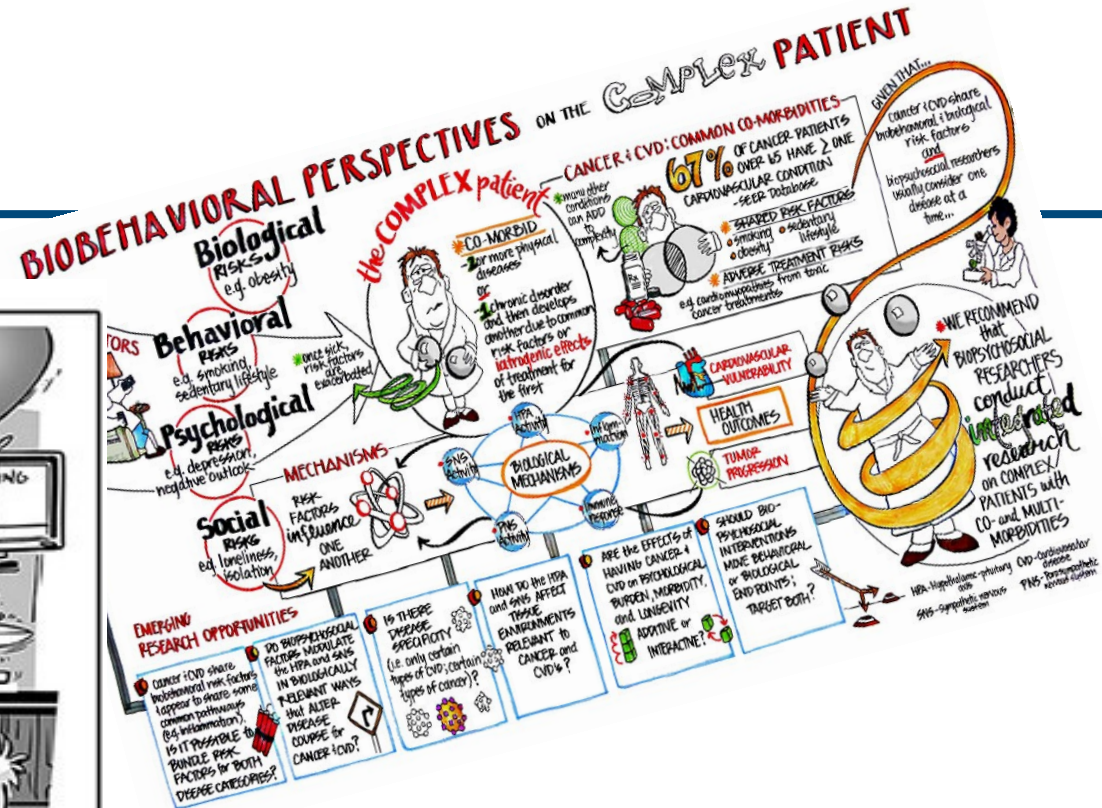 BIOBEHAVIORAL PERSPECTIVES ON THE COMPLEX PATIENT
Biological
RISKS
e.g. obesity
Behavioral
RISKS
e.g. smoking,
sedentary lifestyle
Psychological
RISKS
e.g. depression,
negative outlook
Social
RISKS
e.g. loneliness,
isolation
TORS
NG
*once sick,
risk factors
are
exacerbated
the COMPLEX patient
*CO-MORBID
-2 or more physical
diseases
or
-1 chronic disorder
and then develops
another due to common
risk factors or
iatrogenic effects
of treatment for
the first
*many other
conditions
can ADD
to
complexity
CANCER & CVD: COMMON CO-MORBIDITIES
67% OF CANCER PATIENTS
OVER 65 HAVE ≥ ONE
CARDIOVASCULAR CONDITION
-SEER Database
Rx
*SHARED RISK FACTORS
•smoking •sedentary
lifestyle
•obesity
*ADVERSE TREATMENT RISKS
e.g. cardiomyopathies from toxic
cancer treatments
GIVEN THAT...
cancer & CVD share
biobehavioral & biological
risk factors
and
biopsychosocial researchers
usually consider one
disease at a
time...
*WE RECOMMEND
that
BIOPSYCHOSOCIAL
RESEARCHERS
conduct
integrated
research
on COMPLEX
PATIENTS with
CO- and MULTI-
MORBIDITIES
MECHANISMS
RISK
FACTORS
influence
ONE
ANOTHER
BIOLOGICAL
MECHANISMS
HPA
Activity
Inflam-
mation
Immune
Response
PNS
Activity
SNS
Activity
CARDIOVASCULAR
VULNERABILITY
HEALTH
OUTCOMES
TUMOR
PROGRESSION
HPA - Hypothalamic-pituitary
axis
SNS - Sympathetic nervous
system
CVD - cardiovascular
disease
PNS - Parasympathetic
nervous system
EMERGING
RESEARCH OPPORTUNITIES
cancer & CVD share
biobehavioral risk factors
& appear to share some
common pathways
(e.g. inflammation).
IS IT POSSIBLE to
BUNDLE RISK
FACTORS for BOTH
DISEASE CATEGORIES?
DO BIOPSYCHOSOCIAL
FACTORS MODULATE
the HPA and SNS
IN BIOLOGICALLY
RELEVANT WAYS
that ALTER
DISEASE
COURSE for
CANCER & CVD?
IS THERE
DISEASE
SPECIFICITY
(i.e. only certain
types of CVD; certain
types of cancer)?
HOW DO the HPA
and SNS AFFECT
TISSUE
ENVIRONMENTS
RELEVANT to
CANCER and
CVD's?
ARE the EFFECTS of
HAVING CANCER &
CVD on PSYCHOLOGICAL
BURDEN, MORBIDITY,
and LONGEVITY
ADDITIVE or
INTERACTIVE?
SHOULD BIO-
PSYCHOSOCIAL
INTERVENTIONS
MOVE BEHAVIORAL
or BIOLOGICAL
ENDPOINTS;
TARGET BOTH?